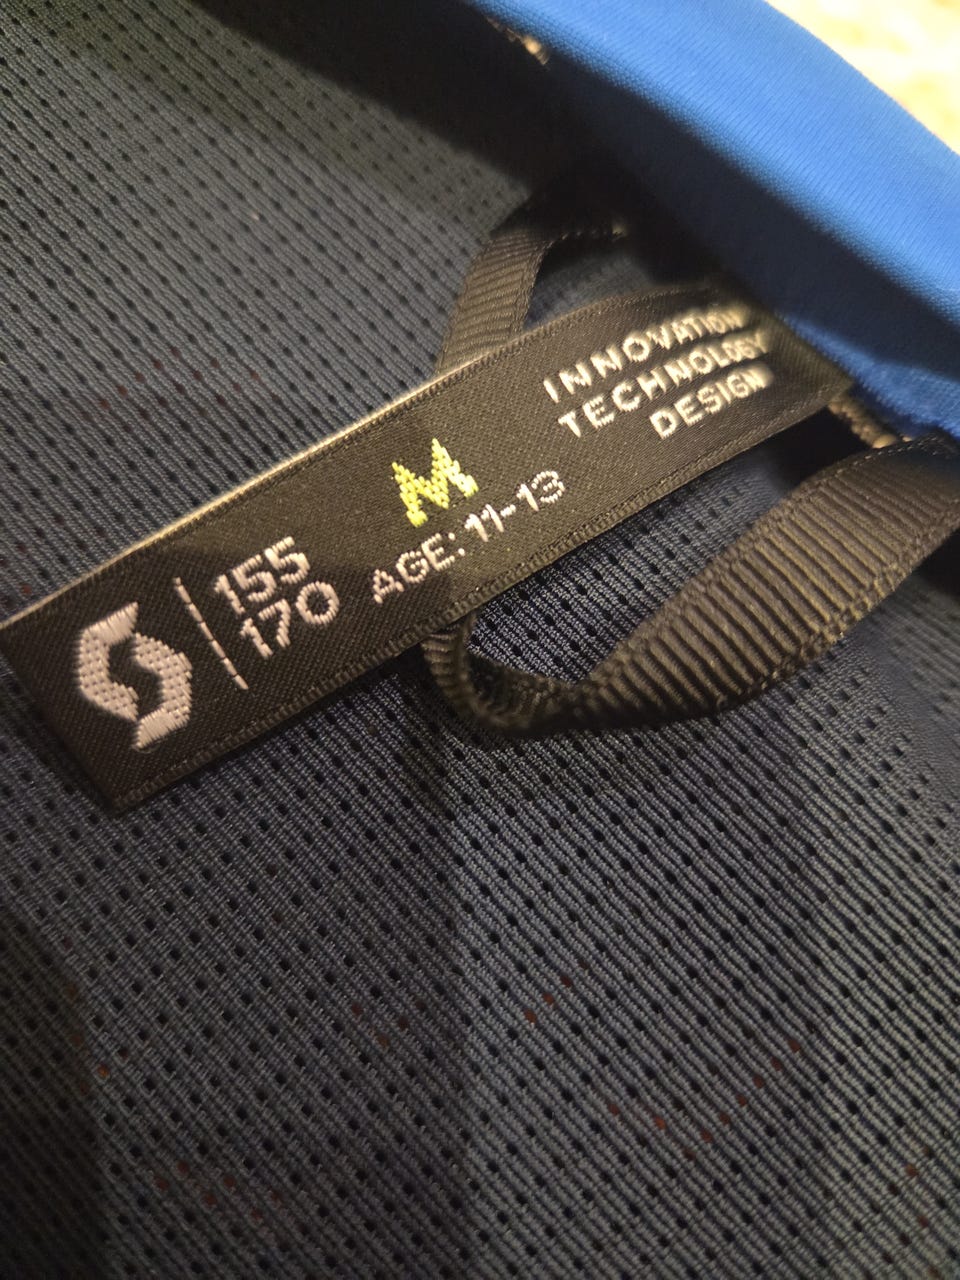 155
170
M
AGE: 11-13
INNOVATION
TECHNOLOGY
DESIGN